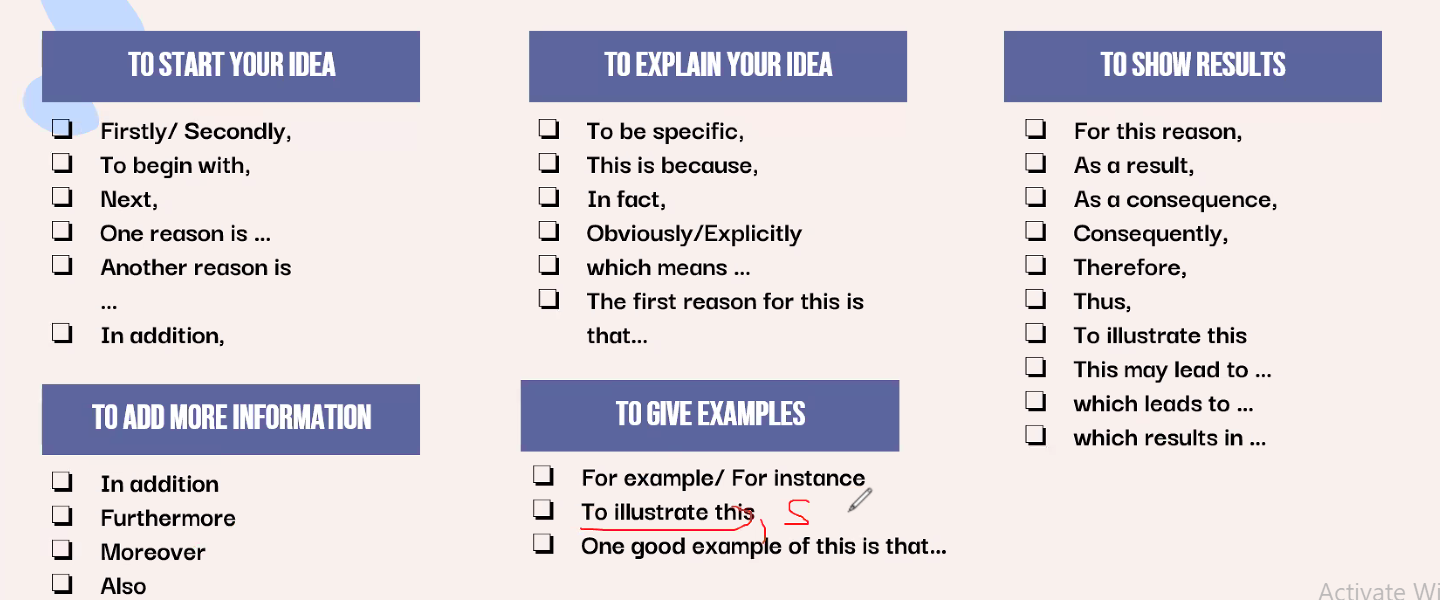 TO START YOUR IDEA
Firstly/ Secondly,
To begin with,
Next,
One reason is ...
Another reason is
...
In addition,
TO ADD MORE INFORMATION
In addition
Furthermore
Moreover
Also
TO EXPLAIN YOUR IDEA
To be specific,
This is because,
In fact,
Obviously/Explicitly
which means ...
The first reason for this is
that...
TO GIVE EXAMPLES
For example/ For instance
To illustrate this, S
One good example of this is that...
TO SHOW RESULTS
For this reason,
As a result,
As a consequence,
Consequently,
Therefore,
Thus,
To illustrate this
This may lead to ...
which leads to ...
which results in ...
Activate